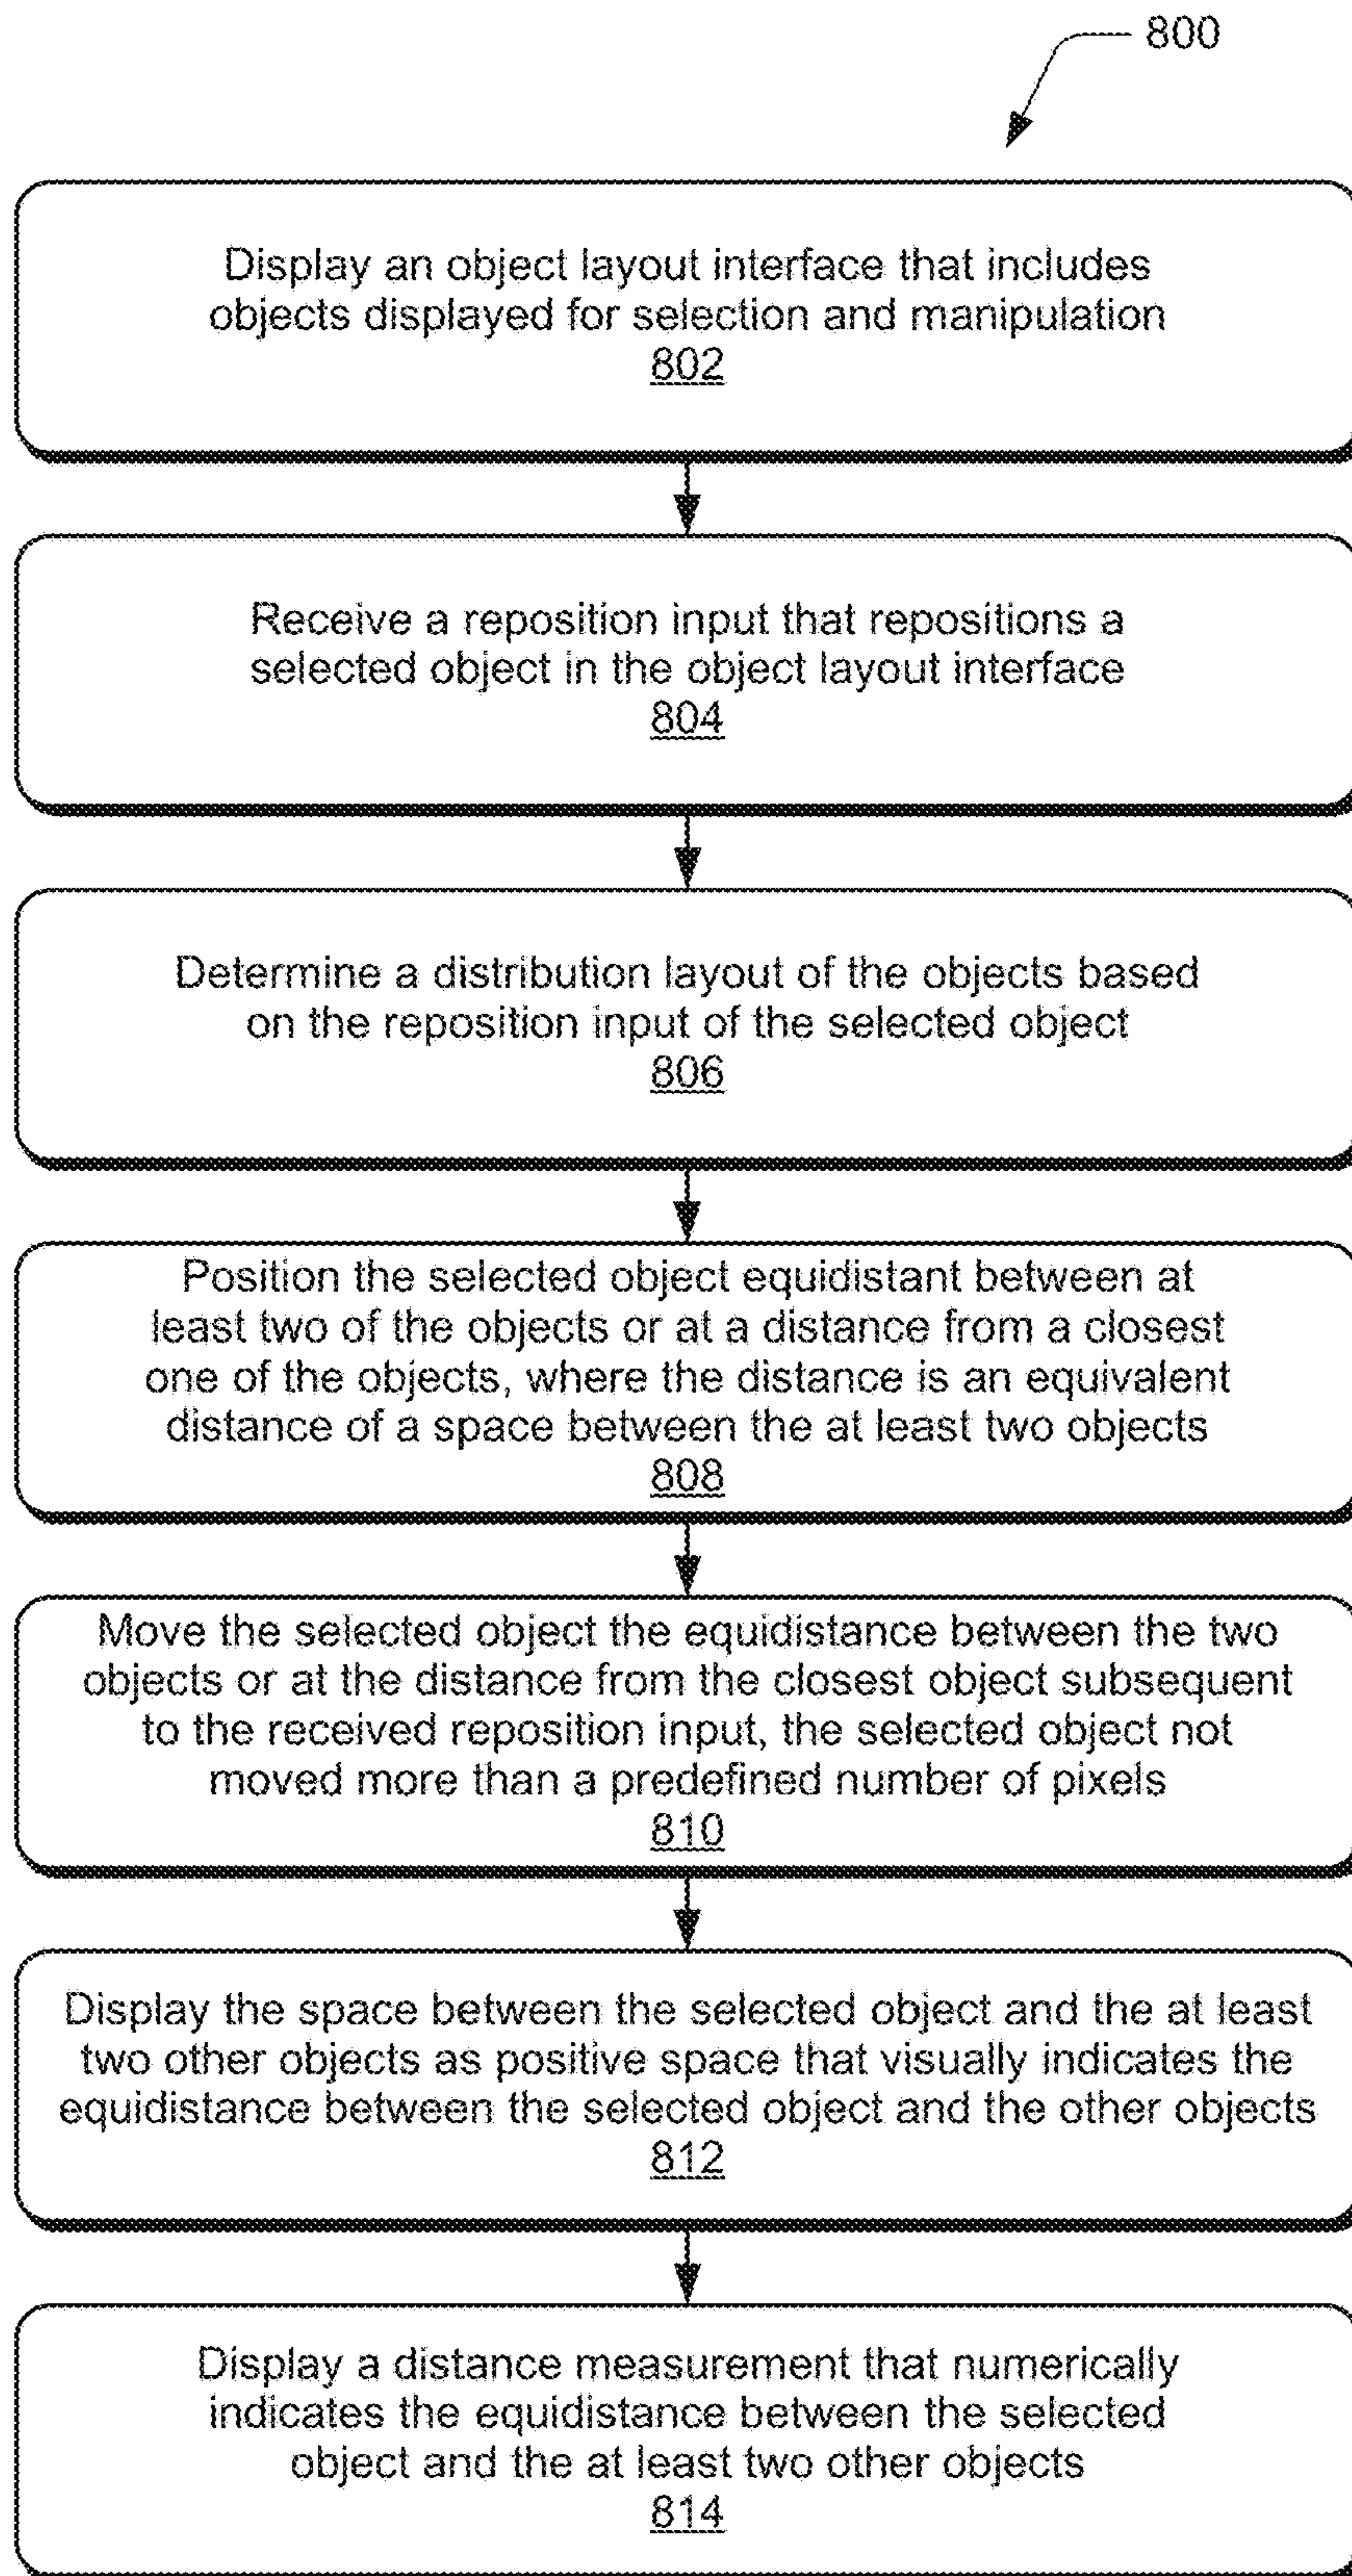 800
Display an object layout interface that includes
objects displayed for selection and manipulation
802
Receive a reposition input that repositions a
selected object in the object layout interface
804
Determine a distribution layout of the objects based
on the reposition input of the selected object
806
Position the selected object equidistant between at
least two of the objects or at a distance from a closest
one of the objects, where the distance is an equivalent
distance of a space between the at least two objects
808
Move the selected object the equidistance between the two
objects or at the distance from the closest object subsequent
to the received reposition input, the selected object not
moved more than a predefined number of pixels
810
Display the space between the selected object and the at least
two other objects as positive space that visually indicates the
equidistance between the selected object and the other objects
812
Display a distance measurement that numerically
indicates the equidistance between the selected
object and the at least two other objects
814